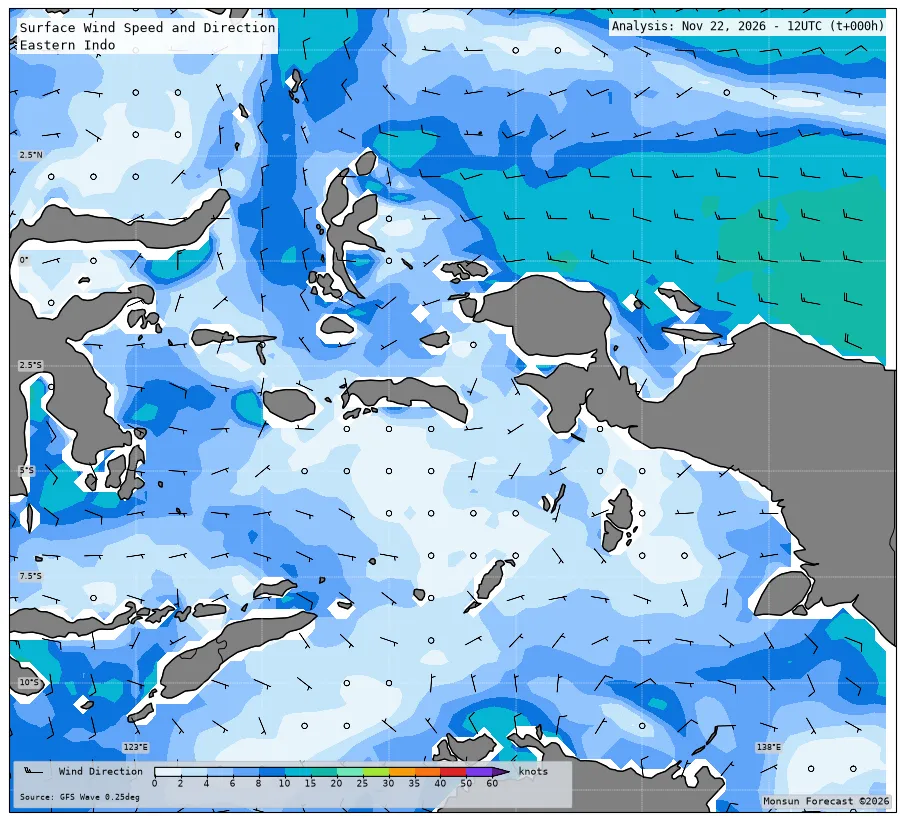 Surface Wind Speed and Direction
Eastern Indo
Analysis: Nov 22, 2026 - 12UTC (t+000h)
2.5°N
0°
2.5°S
5°S
7.5°S
10°S
123°E
138°E
Wind Direction
knots
0 2 4 6 8 10 15 20 25 30 35 40 50 60
Source: GFS Wave 0.25deg
Monsun Forecast ©2026